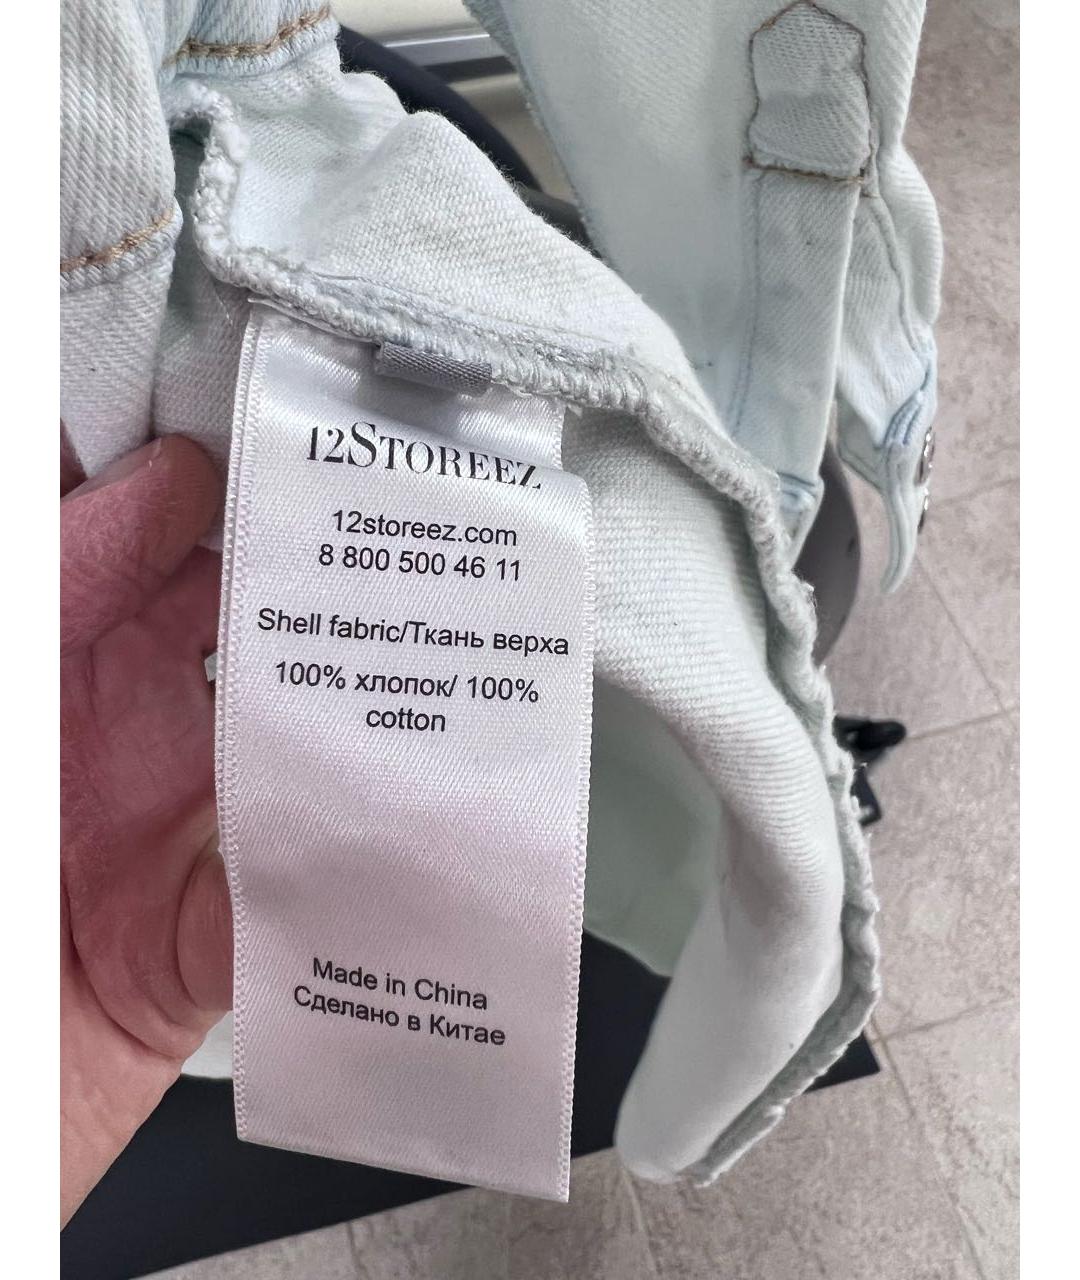 12STOREEZ
12storeez.com
8 800 500 46 11
Shell fabric/Ткань верха
100% хлопок/ 100%
cotton
Made in China
Сделано в Китае